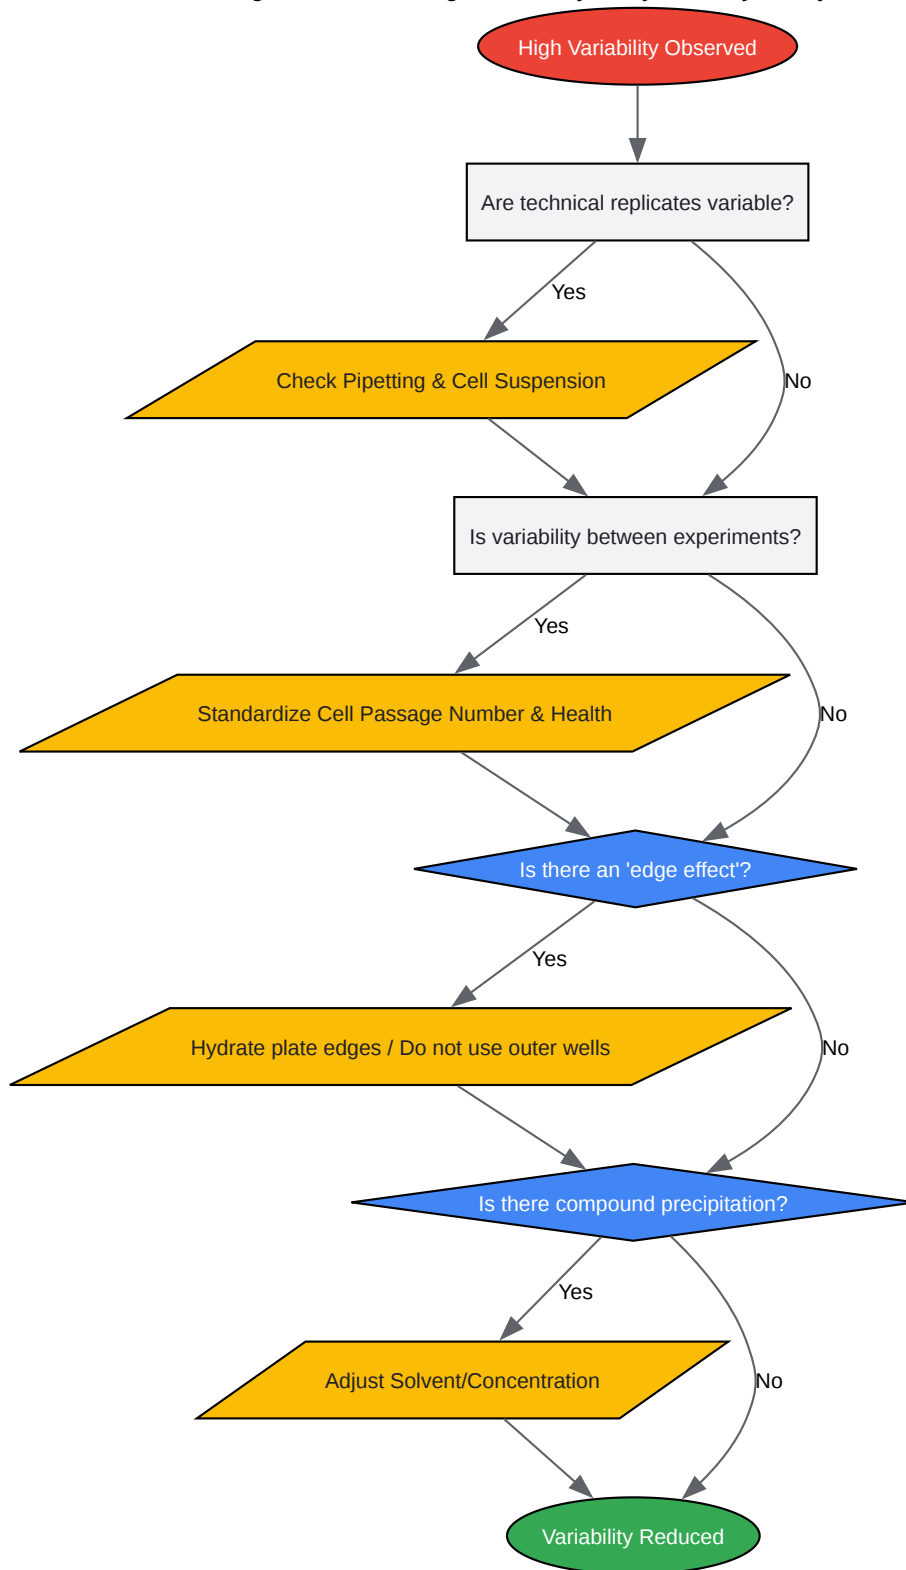 High Variability Observed
Are technical replicates variable?
Yes
Check Pipetting & Cell Suspension
No
Is variability between experiments?
Yes
Standardize Cell Passage Number & Health
No
Is there an 'edge effect'?
Yes
Hydrate plate edges / Do not use outer wells
No
Is there compound precipitation?
Yes
Adjust Solvent/Concentration
No
Variability Reduced